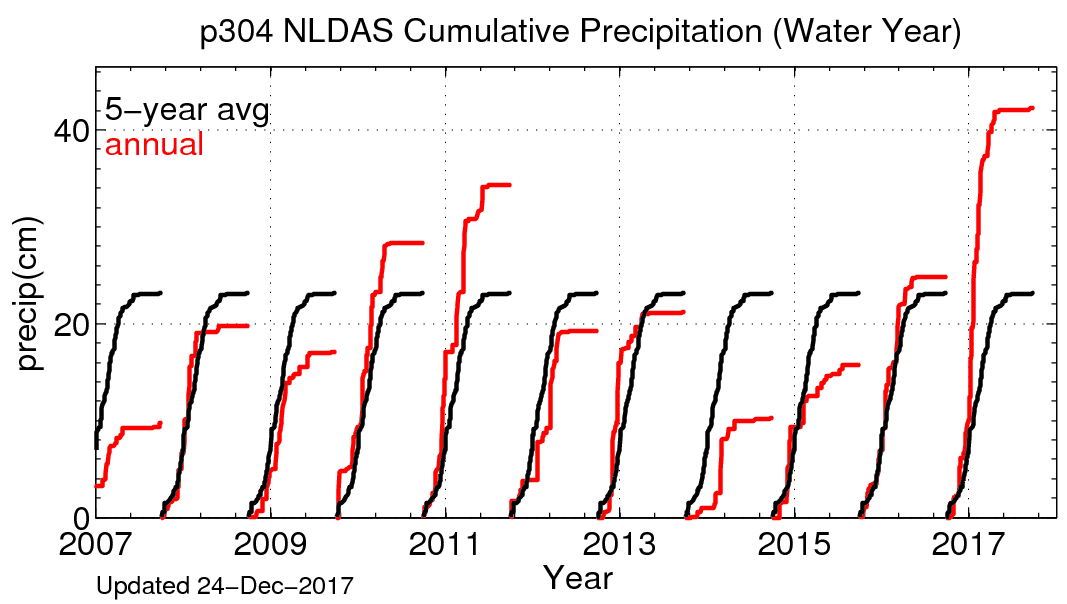 p304 NLDAS Cumulative Precipitation (Water Year)
5−year avg
annual
precip(cm)
40
20
0
2007 2009 2011 2013 2015 2017
Year
Updated 24−Dec−2017